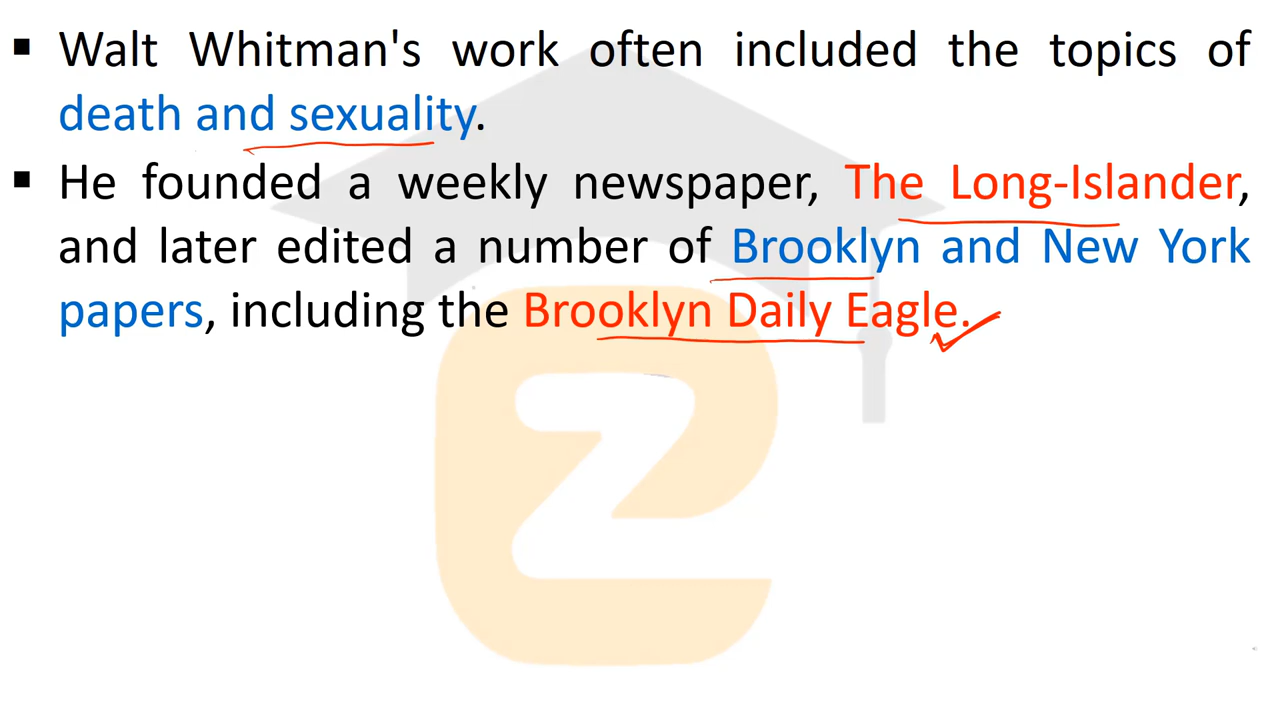 ▪ Walt Whitman's work often included the topics of
death and sexuality.
▪ He founded a weekly newspaper, The Long-Islander,
and later edited a number of Brooklyn and New York
papers, including the Brooklyn Daily Eagle.